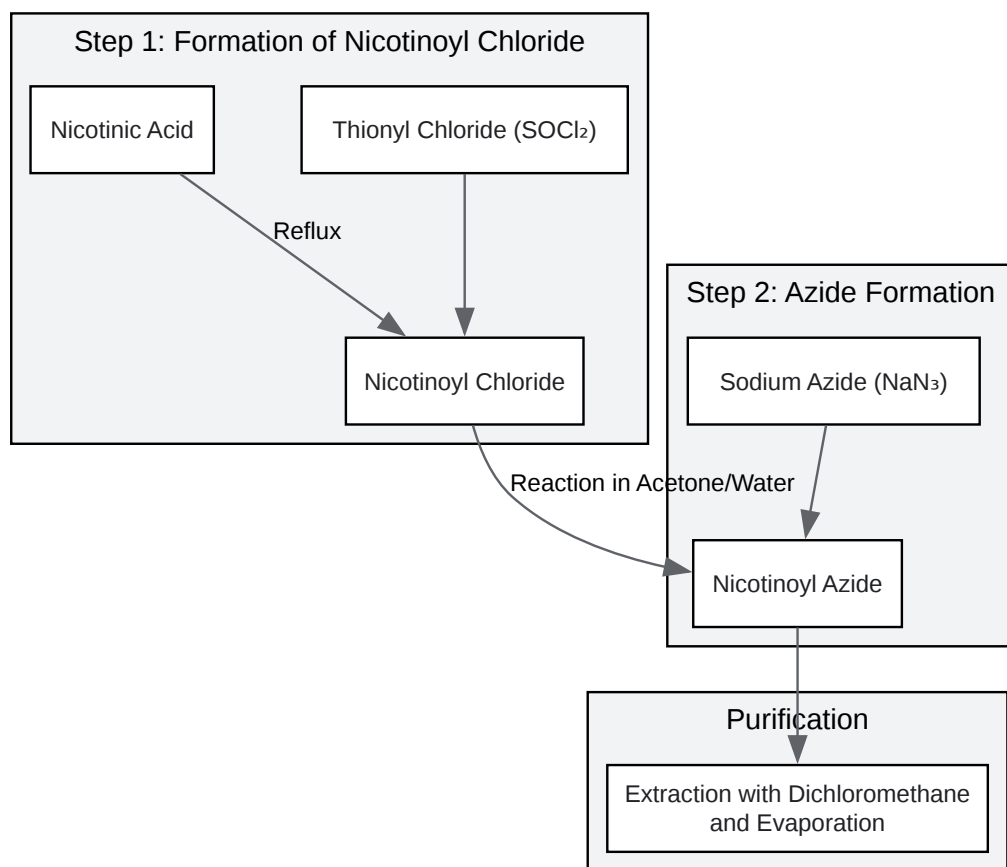 Step 1: Formation of Nicotinoyl Chloride
Nicotinic Acid
Thionyl Chloride (SOCl₂)
Reflux
Nicotinoyl Chloride
Step 2: Azide Formation
Sodium Azide (NaN₃)
Reaction in Acetone/Water
Nicotinoyl Azide
Purification
Extraction with Dichloromethane
and Evaporation